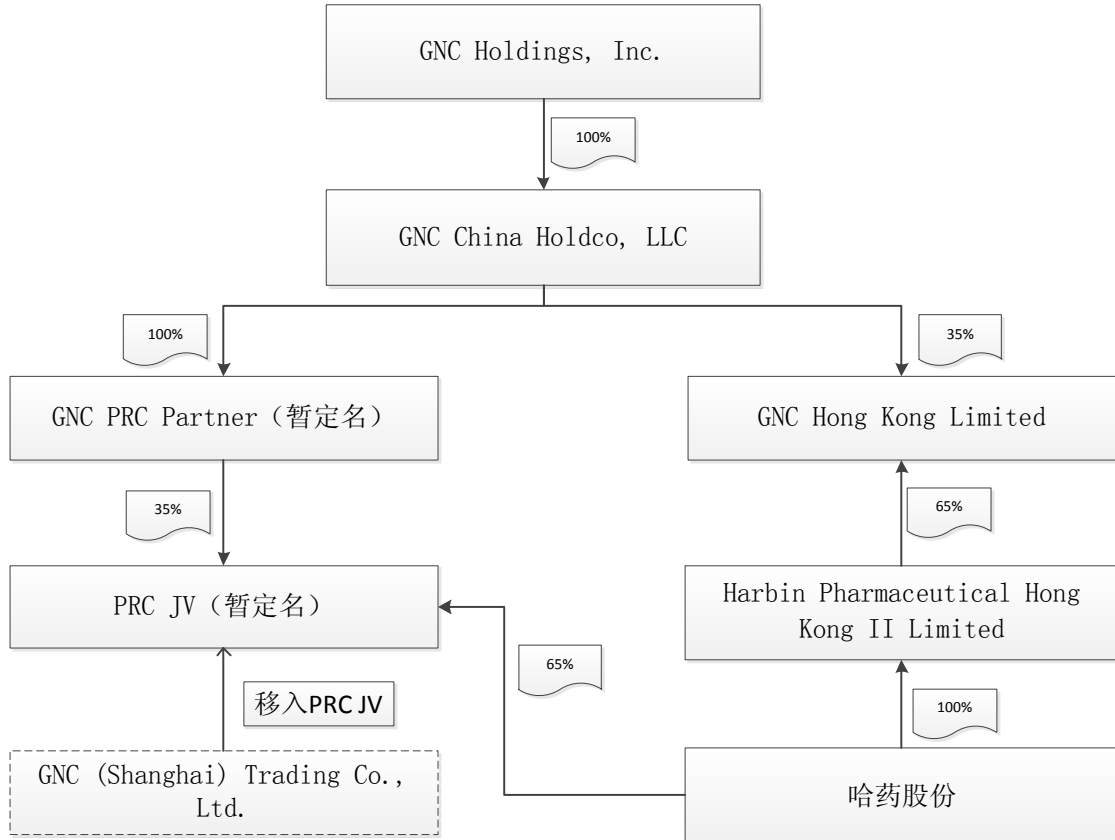 GNC Holdings, Inc.
100%
GNC China Holdco, LLC
100%
35%
GNC PRC Partner（暂定名）
GNC Hong Kong Limited
35%
65%
PRC JV（暂定名）
Harbin Pharmaceutical Hong
Kong II Limited
65%
移入PRC JV
100%
GNC (Shanghai) Trading Co.,
Ltd.
哈药股份